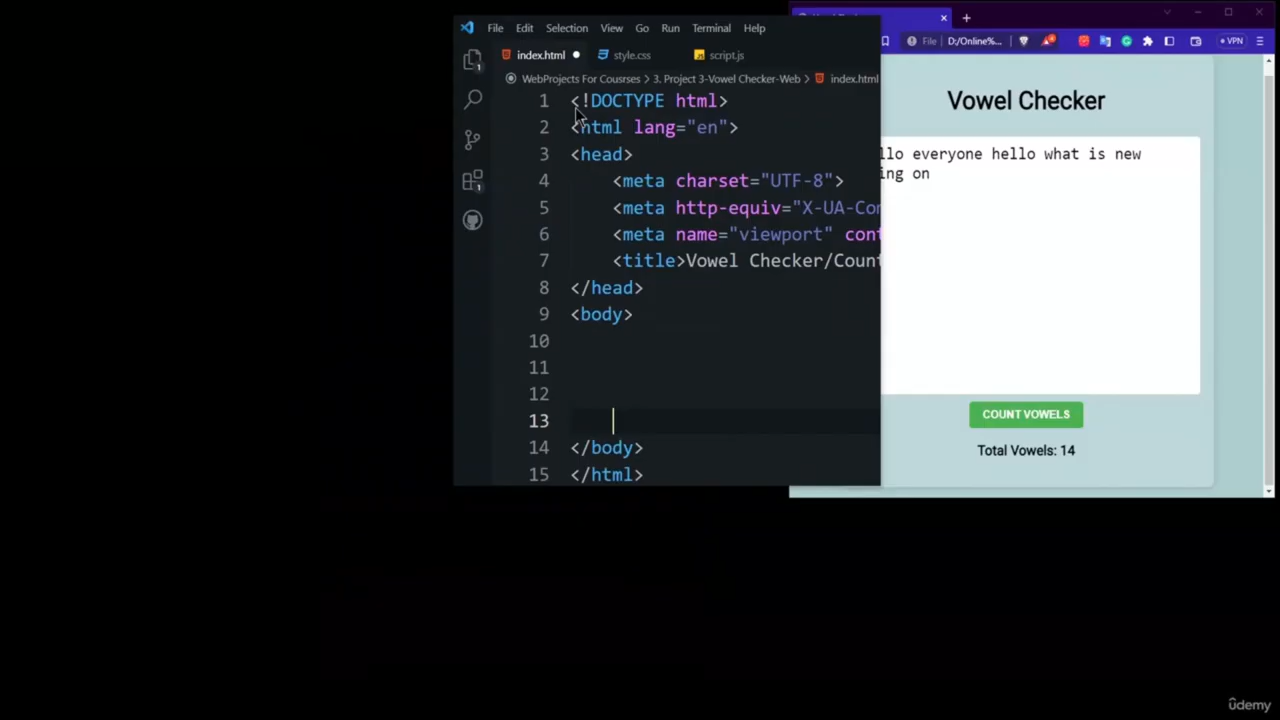 File Edit Selection View Go Run Terminal Help
index.html style.css script.js
WebProjects For Cousrses > 3. Project 3-Vowel Checker-Web > index.html
1 <!DOCTYPE html>
2 <html lang="en">
3 <head>
4 <meta charset="UTF-8">
5 <meta http-equiv="X-UA-Con
6 <meta name="viewport" cont
7 <title>Vowel Checker/Count
8 </head>
9 <body>
10
11
12
13
14 </body>
15 </html>
File D:/Online%... VPN
Vowel Checker
llo everyone hello what is new
ing on
COUNT VOWELS
Total Vowels: 14
ûdemy